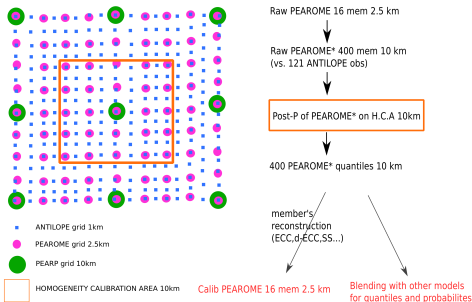 Raw PEAROME 16 mem 2.5 km
Raw PEAROME* 400 mem 10 km
(vs. 121 ANTILOPE obs)
Post-P of PEAROME* on H.C.A 10km
400 PEAROME* quantiles 10 km
member's
reconstruction
(ECC,d-ECC,SS...)
Calib PEAROME 16 mem 2.5 km
Blending with other models
for quantiles and probabilites
ANTILOPE grid 1km
PEAROME grid 2.5km
PEARP grid 10km
HOMOGENEITY CALIBRATION AREA 10km